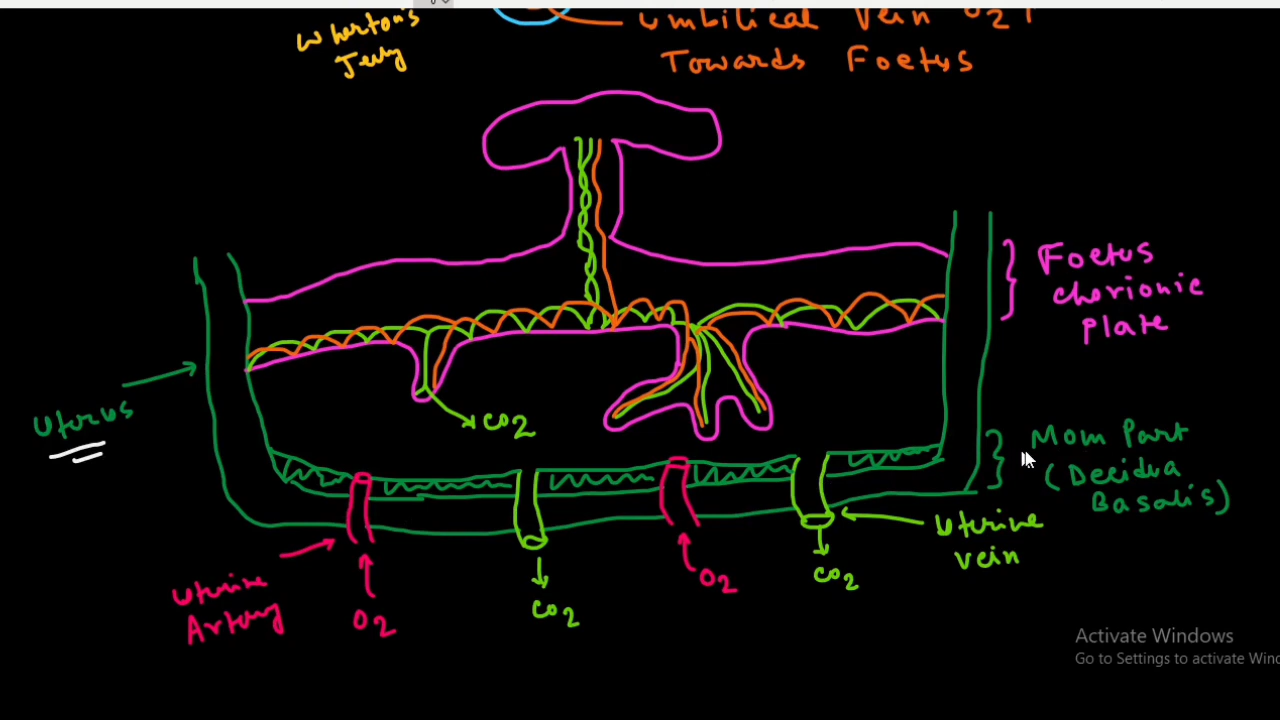 Wharton's
Jelly
Umbilical Vein O2↑
Towards Foetus
Foetus
chorionic
plate
Uterus
CO2
Mom Part
(Decidua
Basalis)
Uterine
vein
Uterine
Artery
O2
CO2
O2
CO2
Activate Windows
Go to Settings to activate Win